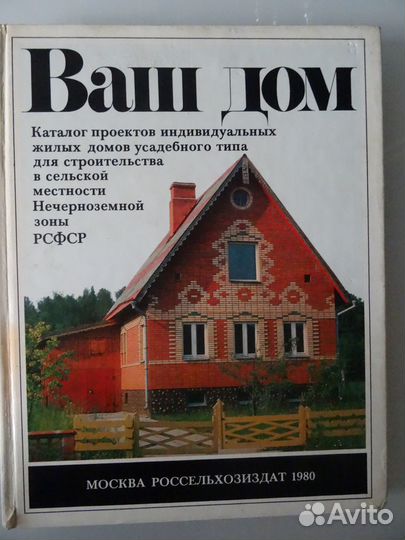 Ваш дом
Каталог проектов индивидуальных
жилых домов усадебного типа
для строительства
в сельской
местности
Нечерноземной
зоны
РСФСР
МОСКВА РОССЕЛЬХОЗИЗДАТ 1980
Avito